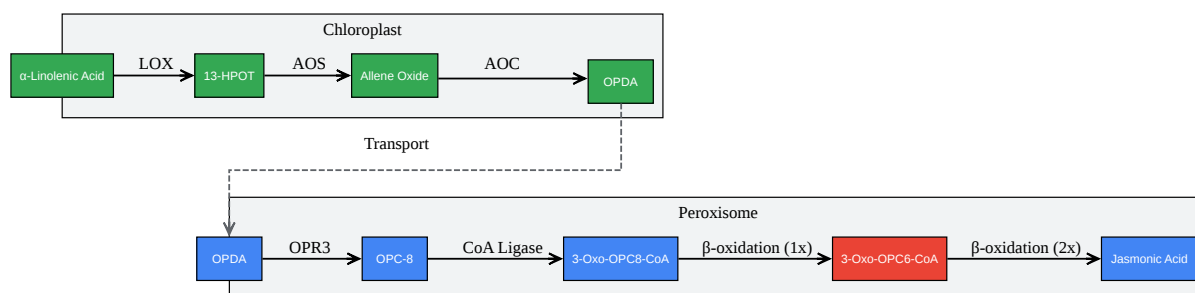 Chloroplast
α-Linolenic Acid
LOX
13-HPOT
AOS
Allene Oxide
AOC
OPDA
Transport
Peroxisome
OPDA
OPR3
OPC-8
CoA Ligase
3-Oxo-OPC8-CoA
β-oxidation (1x)
3-Oxo-OPC6-CoA
β-oxidation (2x)
Jasmonic Acid